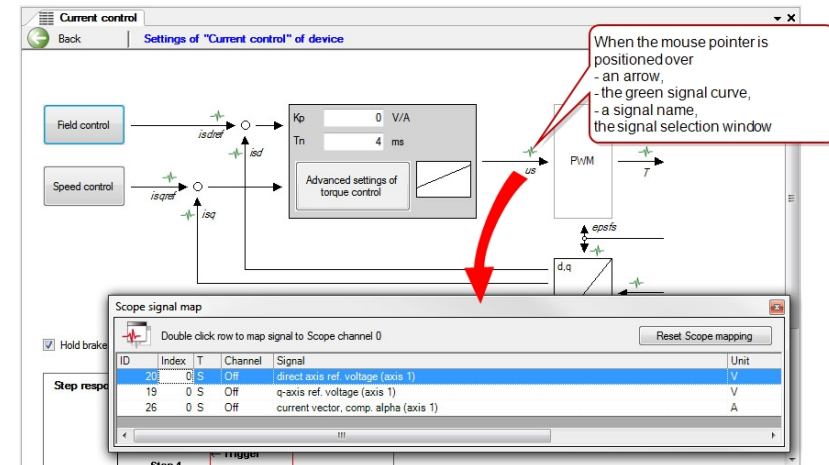 Current control
Back
Settings of "Current control" of device
When the mouse pointer is
positioned over
- an arrow,
- the green signal curve,
- a signal name,
the signal selection window
Field control
isdref
isd
Kp 0 V/A
Tn 4 ms
Advanced settings of
torque control
us
PWM
T
Speed control
isqref
isq
epsfs
d,q
Scope signal map
Double click row to map signal to Scope channel 0
Reset Scope mapping
Hold brake
ID Index T Channel Signal Unit
20 0 S Off direct axis ref. voltage (axis 1) V
19 0 S Off q-axis ref. voltage (axis 1) V
26 0 S Off current vector, comp. alpha (axis 1) A
Step respo
Step 1
Trigger